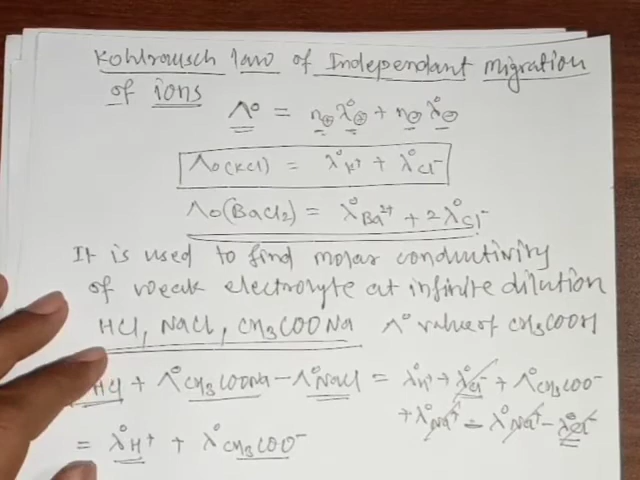 Kohlrausch law of Independant migration
of ions
Λ° = n⊕λ°⊕ + n⊖λ°⊖
Λo(KCl) = λ°K⁺ + λ°Cl⁻
Λo(BaCl2) = λ°Ba²⁺ + 2λ°Cl⁻
It is used to find molar conductivity
of weak electrolyte at infinite dilution
HCl, NaCl, CH3COONa Λ° value of CH3COOH
HCl + Λ°CH3COONa - Λ°NaCl = λ°H⁺ + λ°Cl⁻ + Λ°CH3COO⁻
+ λ°Na⁺ - λ°Na⁺ - λ°Cl⁻
= λ°H⁺ + λ°CH3COO⁻